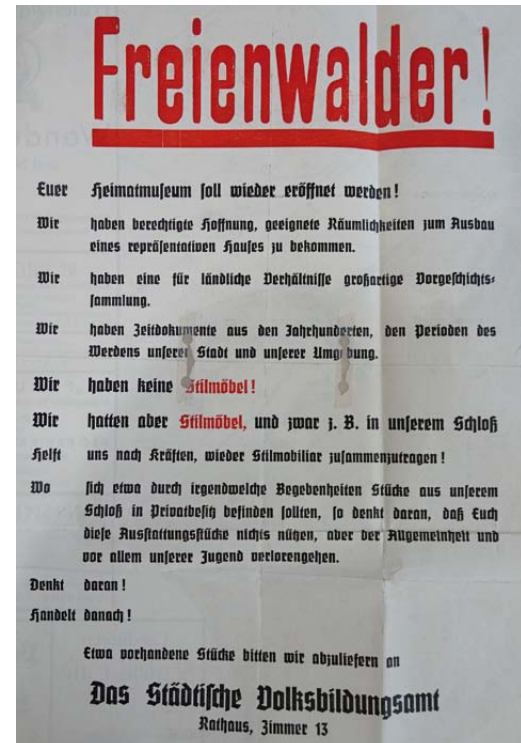 Freienwalder!
Euer Heimatmuseum soll wieder eröffnet werden!
Wir haben berechtigte Hoffnung, geeignete Räumlichkeiten zum Ausbau
eines repräsentativen Hauses zu bekommen.
Wir haben eine für ländliche Verhältnisse großartige Vorgeschichts-
sammlung.
Wir haben Zeitdokumente aus den Jahrhunderten, den Perioden des
Werdens unserer Stadt und unserer Umgebung.
Wir haben keine Stilmöbel!
Wir hatten aber Stilmöbel, und zwar z. B. in unserem Schloß
Helft uns nach Kräften, wieder Stilmobiliar zusammenzutragen!
Wo sich etwa durch irgendwelche Begebenheiten Stücke aus unserem
Schloß in Privatbesitz befinden sollten, so denkt daran, daß Euch
diese Ausstattungsstücke nichts nützen, aber der Allgemeinheit und
vor allem unserer Jugend verlorengehen.
Denkt daran!
Handelt danach!
Etwa vorhandene Stücke bitten wir abzuliefern an
Das Städtische Volksbildungsamt
Rathaus, Zimmer 13